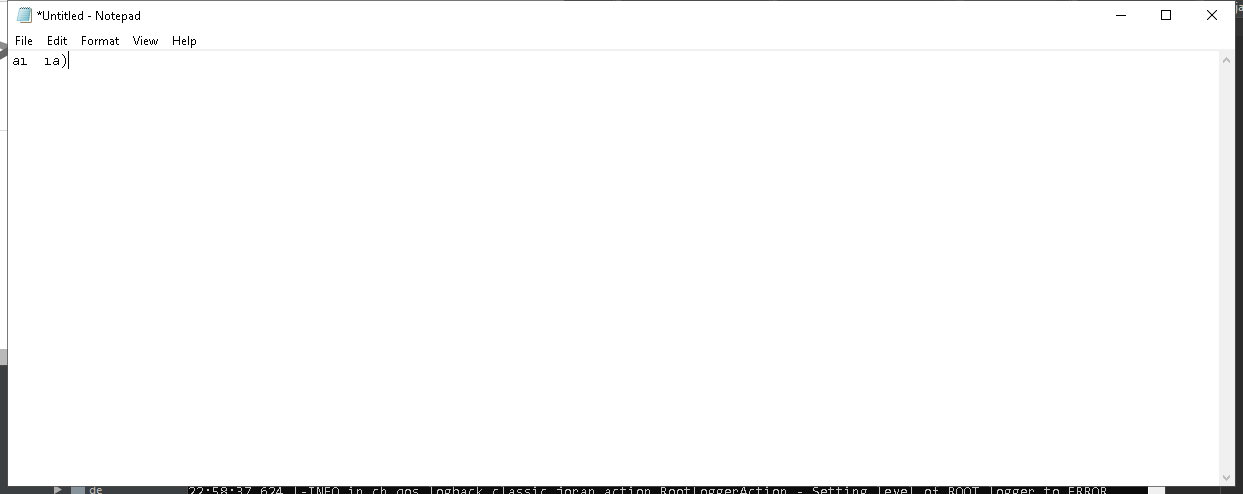 *Untitled - Notepad
File Edit Format View Help
aı  ıa)
de
22:58:37,624 |-INFO in ch.qos.logback.classic.joran.action.RootLoggerAction - Setting level of ROOT logger to ERROR